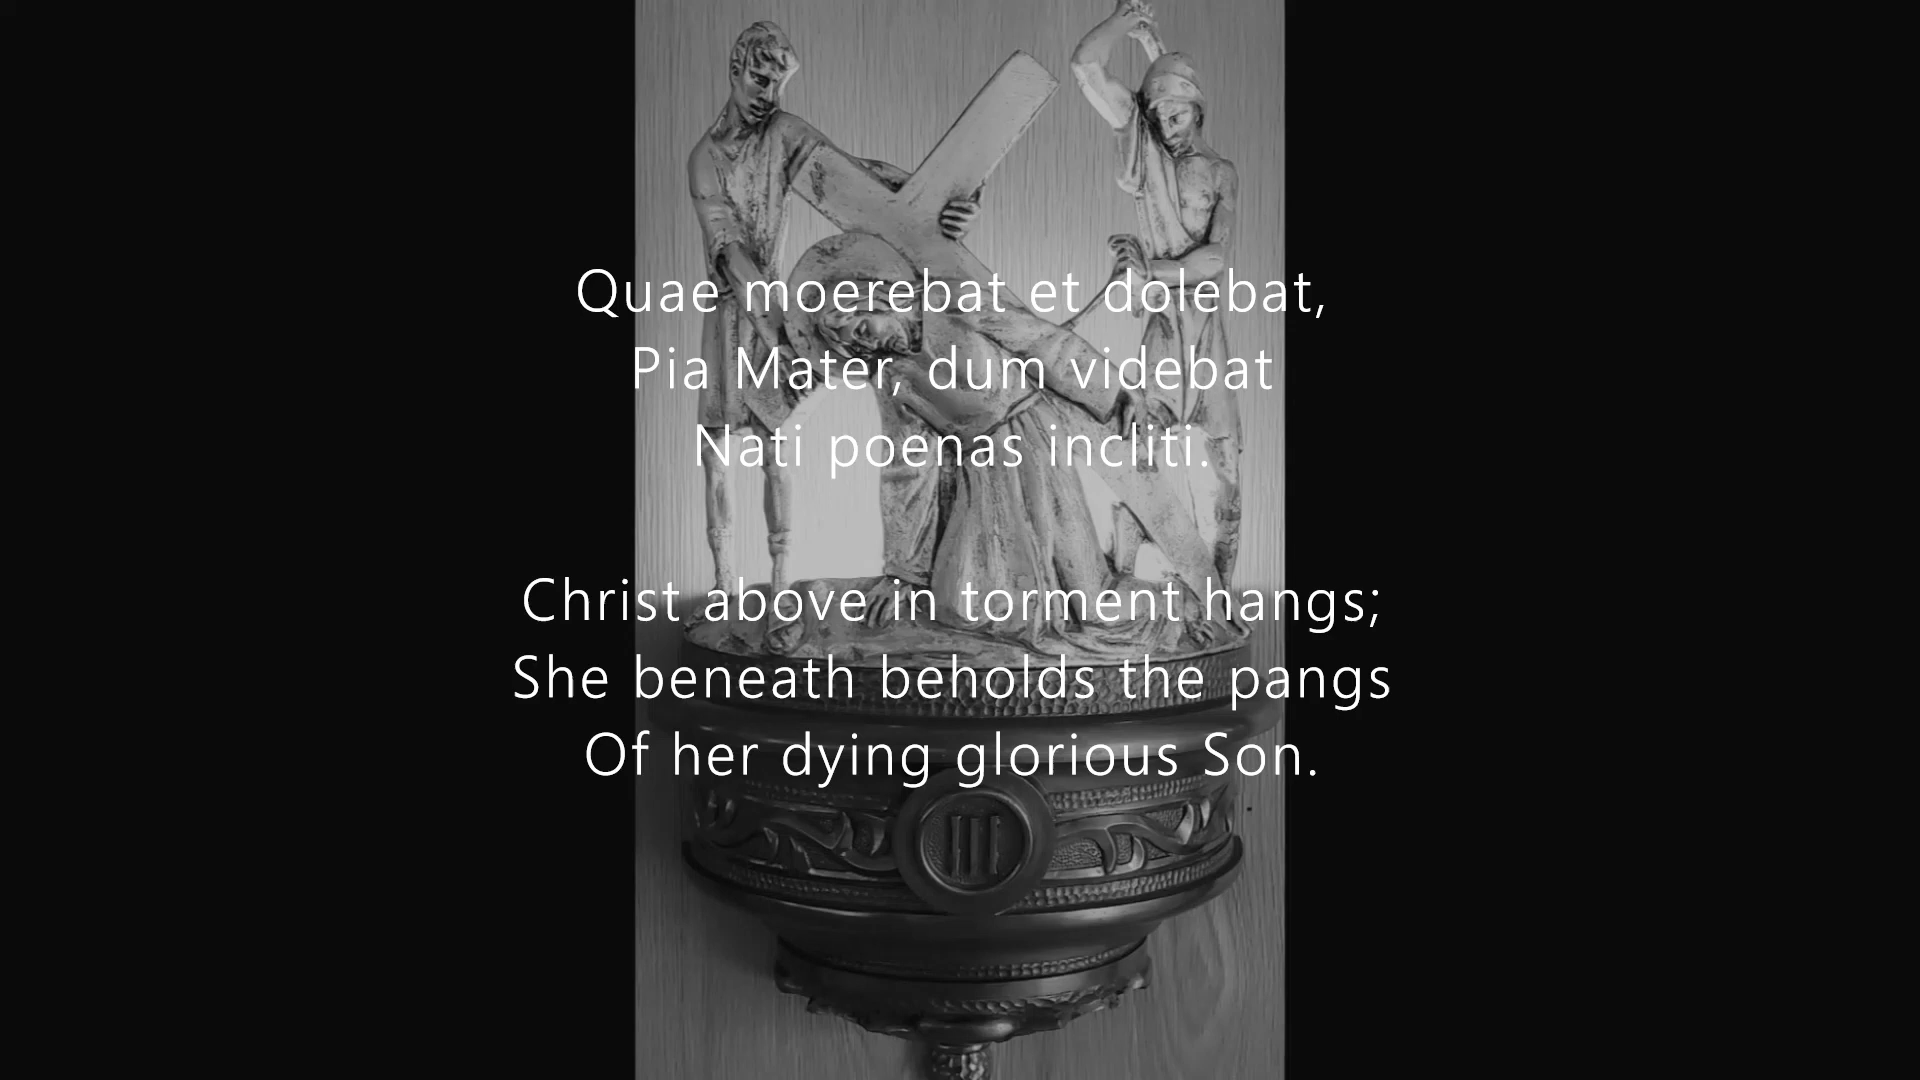 Quae moerebat et dolebat,
Pia Mater, dum videbat
Nati poenas incliti.
Christ above in torment hangs;
She beneath beholds the pangs
Of her dying glorious Son.
III